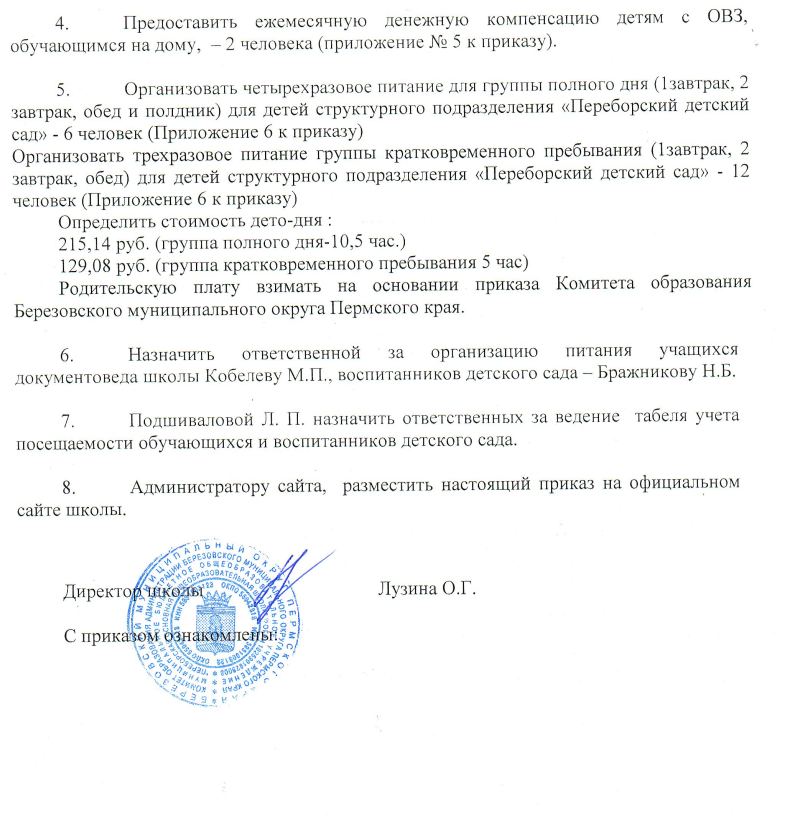 4. Предоставить ежемесячную денежную компенсацию детям с ОВЗ,
обучающимся на дому, – 2 человека (приложение № 5 к приказу).
5. Организовать четырехразовое питание для группы полного дня (1завтрак, 2
завтрак, обед и полдник) для детей структурного подразделения «Переборский детский
сад» - 6 человек (Приложение 6 к приказу)
Организовать трехразовое питание группы кратковременного пребывания (1завтрак, 2
завтрак, обед) для детей структурного подразделения «Переборский детский сад» - 12
человек (Приложение 6 к приказу)
Определить стоимость дето-дня :
215,14 руб. (группа полного дня-10,5 час.)
129,08 руб. (группа кратковременного пребывания 5 час)
Родительскую плату взимать на основании приказа Комитета образования
Березовского муниципального округа Пермского края.
6. Назначить ответственной за организацию питания учащихся
документоведа школы Кобелеву М.П., воспитанников детского сада – Бражникову Н.Б.
7. Подшиваловой Л. П. назначить ответственных за ведение табеля учета
посещаемости обучающихся и воспитанников детского сада.
8. Администратору сайта, разместить настоящий приказ на официальном
сайте школы.
Директор школы Лузина О.Г.
С приказом ознакомлены: